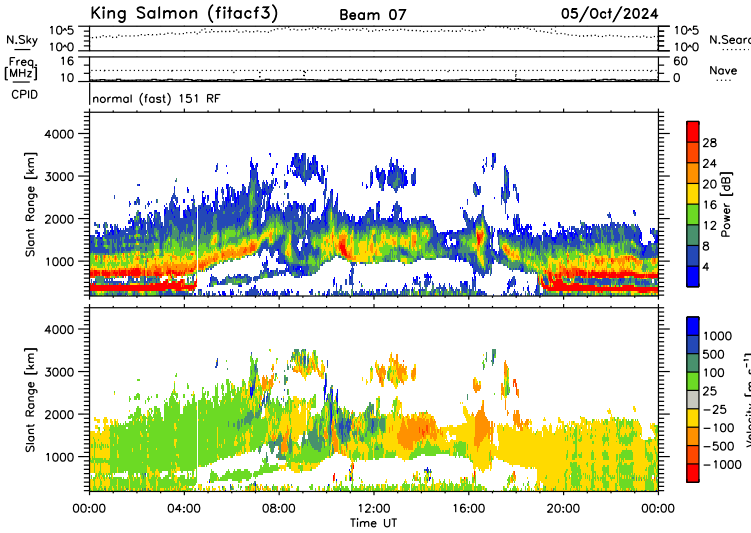 King Salmon (fitacf3) Beam 07 05/Oct/2024
N.Sky 10^5 10^0 10^5 10^0 N.Searc
Freq. [MHz] 16 10 60 0 Nave
CPID normal (fast) 151 RF
Slant Range [km] 4000 3000 2000 1000
28 24 20 16 12 8 4 Power [dB]
Slant Range [km] 4000 3000 2000 1000
1000 500 100 25 -25 -100 -500 -1000 Velocity [m s^-1]
00:00 04:00 08:00 12:00 16:00 20:00 00:00
Time UT